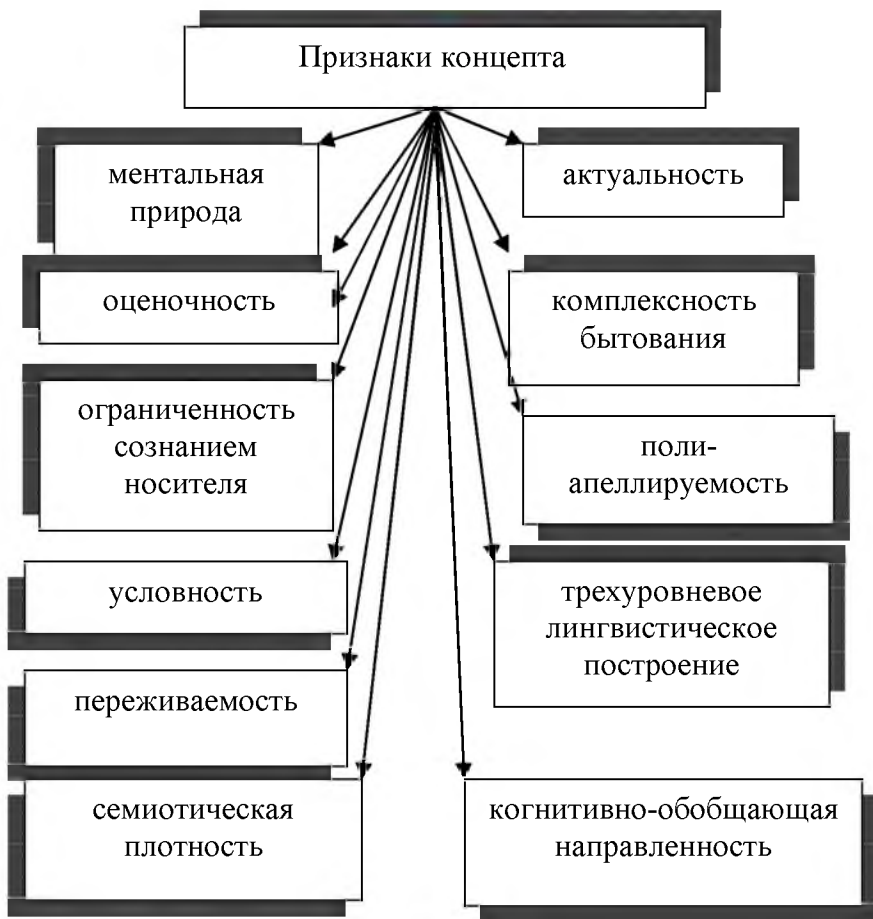 Признаки концепта
ментальная
природа
актуальность
оценочность
комплексность
бытования
ограниченность
сознанием
носителя
поли-
апеллируемость
условность
трехуровневое
лингвистическое
построение
переживаемость
семиотическая
плотность
когнитивно-обобщающая
направленность